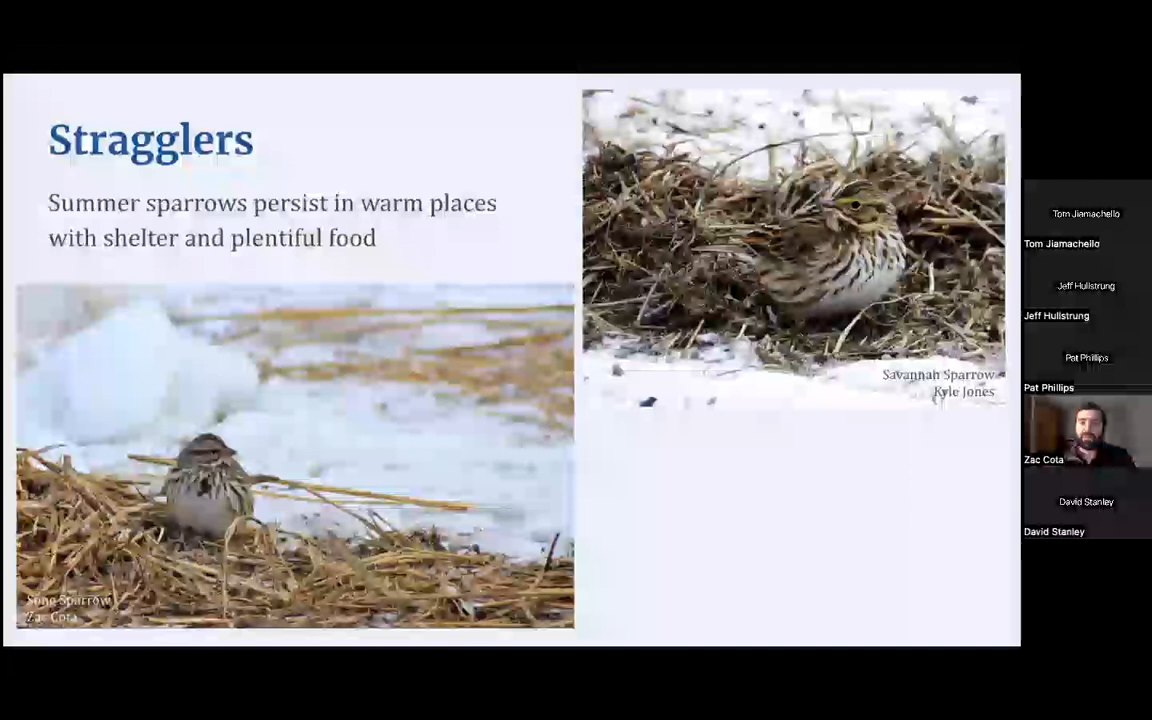 Stragglers
Summer sparrows persist in warm places
with shelter and plentiful food
Savannah Sparrow
Kyle Jones
Song Sparrow
Zac Cota
Tom Jiamachello
Tom Jiamachello
Jeff Hullstrung
Jeff Hullstrung
Pat Phillips
Pat Phillips
Zac Cota
David Stanley
David Stanley